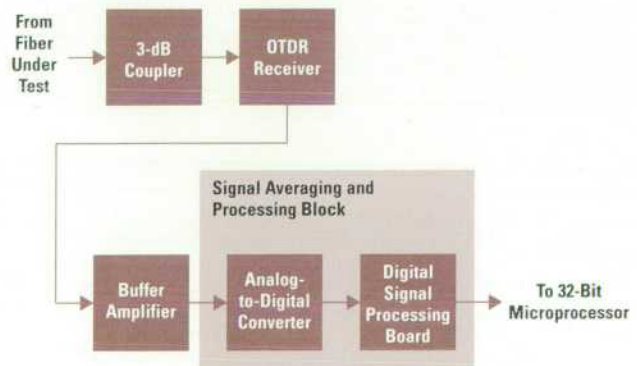 From
Fiber
Under
Test
3-dB
Coupler
OTDR
Receiver
Signal Averaging and
Processing Block
Buffer
Amplifier
Analog-
to-Digital
Converter
Digital
Signal
Processing
Board
To 32-Bit
Microprocessor